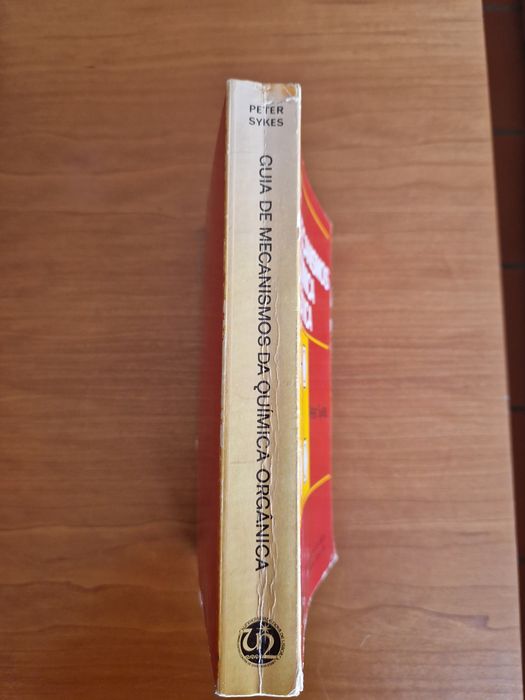 PETER
SYKES
GUIA DE MECANISMOS DA QUÍMICA ORGÂNICA